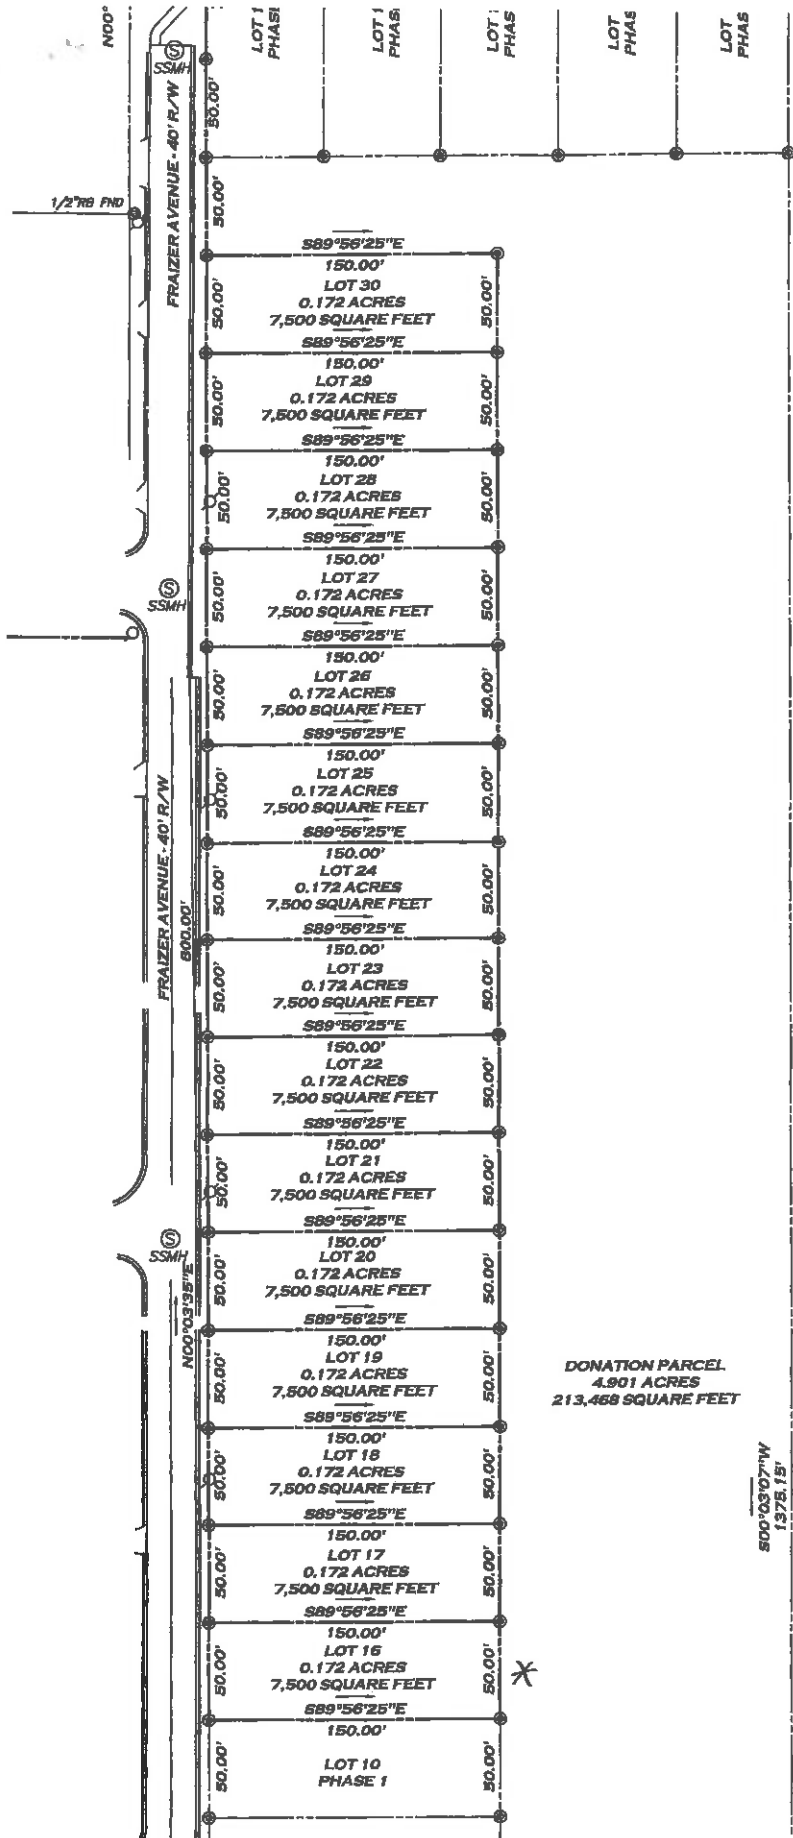 N00°
LOT 1
PHAS
LOT 1
PHAS
LOT
PHAS
LOT
PHAS
LOT
PHAS
S
SSMH
50.00'
FRAIZER AVENUE - 40' R/W
1/2"RB FND
50.00'
S89°56'25"E
150.00'
LOT 30
0.172 ACRES
7,500 SQUARE FEET
50.00'
50.00'
S89°56'25"E
150.00'
LOT 29
0.172 ACRES
7,500 SQUARE FEET
50.00'
50.00'
S89°56'25"E
150.00'
LOT 28
0.172 ACRES
7,500 SQUARE FEET
50.00'
50.00'
S89°56'25"E
150.00'
LOT 27
0.172 ACRES
7,500 SQUARE FEET
50.00'
50.00'
S
SSMH
S89°56'25"E
150.00'
LOT 26
0.172 ACRES
7,500 SQUARE FEET
50.00'
50.00'
S89°56'25"E
150.00'
LOT 25
0.172 ACRES
7,500 SQUARE FEET
50.00'
50.00'
S89°56'25"E
150.00'
LOT 24
0.172 ACRES
7,500 SQUARE FEET
50.00'
50.00'
FRAIZER AVENUE - 40' R/W
800.00'
S89°56'25"E
150.00'
LOT 23
0.172 ACRES
7,500 SQUARE FEET
50.00'
50.00'
S89°56'25"E
150.00'
LOT 22
0.172 ACRES
7,500 SQUARE FEET
50.00'
50.00'
S89°56'25"E
150.00'
LOT 21
0.172 ACRES
7,500 SQUARE FEET
50.00'
50.00'
S89°56'25"E
150.00'
LOT 20
0.172 ACRES
7,500 SQUARE FEET
50.00'
50.00'
S
SSMH
N00°03'35"E
S89°56'25"E
150.00'
LOT 19
0.172 ACRES
7,500 SQUARE FEET
50.00'
50.00'
DONATION PARCEL
4.901 ACRES
213,468 SQUARE FEET
S89°56'25"E
150.00'
LOT 18
0.172 ACRES
7,500 SQUARE FEET
50.00'
50.00'
S00°03'07"W
1375.15'
S89°56'25"E
150.00'
LOT 17
0.172 ACRES
7,500 SQUARE FEET
50.00'
50.00'
S89°56'25"E
150.00'
LOT 16
0.172 ACRES
7,500 SQUARE FEET
50.00'
50.00'
S89°56'25"E
150.00'
LOT 10
PHASE 1
50.00'
50.00'